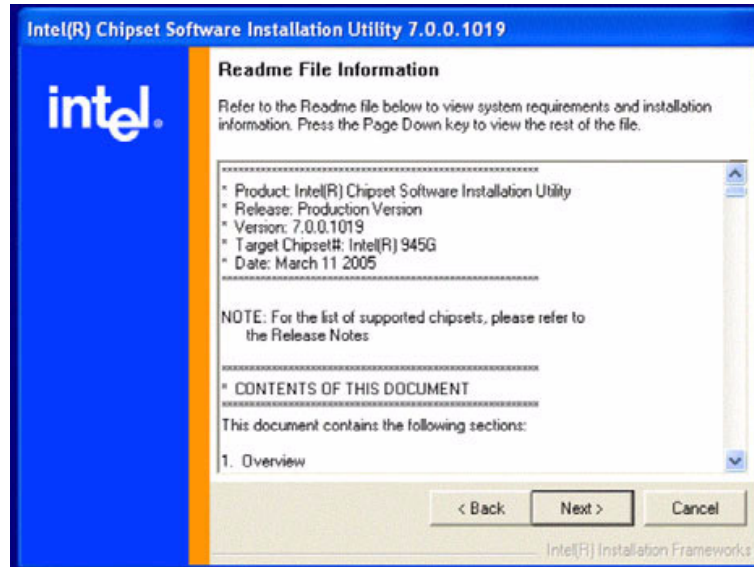 Intel(R) Chipset Software Installation Utility 7.0.0.1019
intel.
Readme File Information
Refer to the Readme file below to view system requirements and installation
information. Press the Page Down key to view the rest of the file.
* Product: Intel(R) Chipset Software Installation Utility
* Release: Production Version
* Version: 7.0.0.1019
* Target Chipset#: Intel(R) 945G
* Date: March 11 2005
NOTE: For the list of supported chipsets, please refer to
the Release Notes
* CONTENTS OF THIS DOCUMENT
This document contains the following sections:
1. Overview
< Back
Next >
Cancel
Intel(R) Installation Frameworks